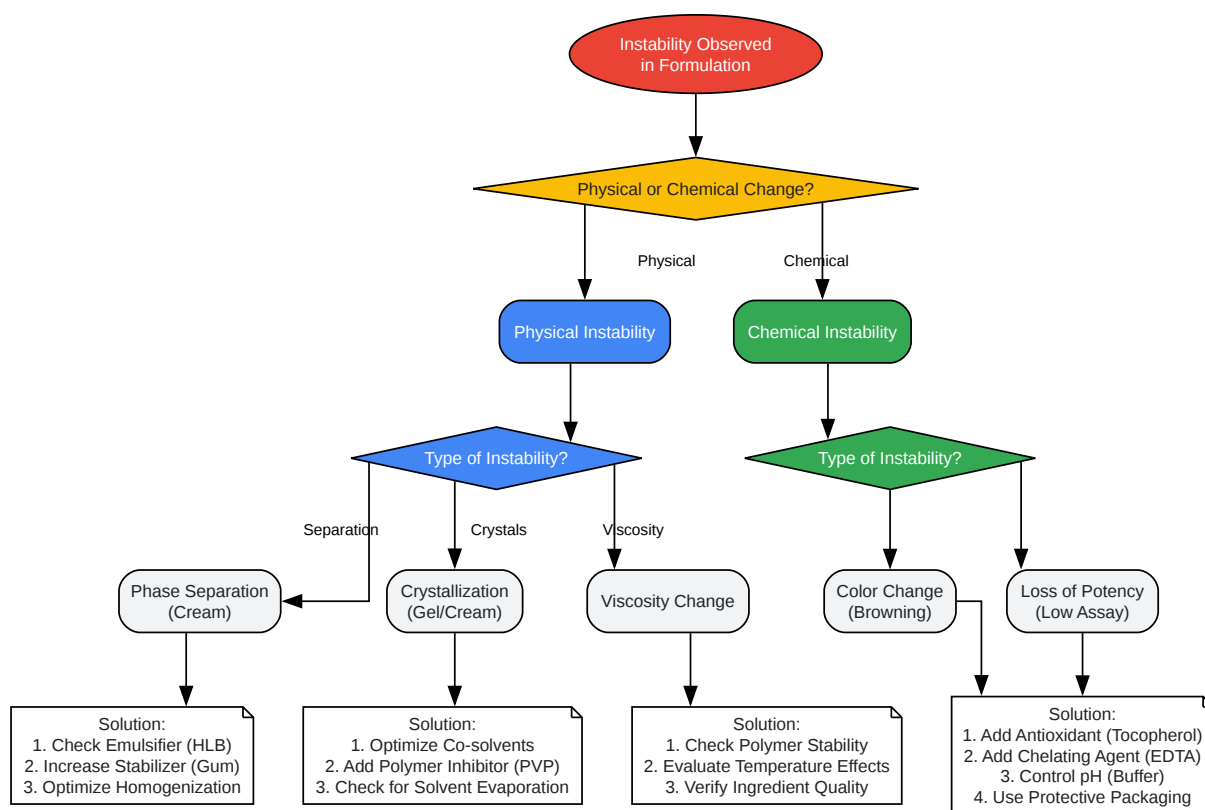 Instability Observed
in Formulation
Physical or Chemical Change?
Physical
Chemical
Physical Instability
Chemical Instability
Type of Instability?
Type of Instability?
Separation
Crystals
Viscosity
Phase Separation
(Cream)
Crystallization
(Gel/Cream)
Viscosity Change
Color Change
(Browning)
Loss of Potency
(Low Assay)
Solution:
1. Check Emulsifier (HLB)
2. Increase Stabilizer (Gum)
3. Optimize Homogenization
Solution:
1. Optimize Co-solvents
2. Add Polymer Inhibitor (PVP)
3. Check for Solvent Evaporation
Solution:
1. Check Polymer Stability
2. Evaluate Temperature Effects
3. Verify Ingredient Quality
Solution:
1. Add Antioxidant (Tocopherol)
2. Add Chelating Agent (EDTA)
3. Control pH (Buffer)
4. Use Protective Packaging